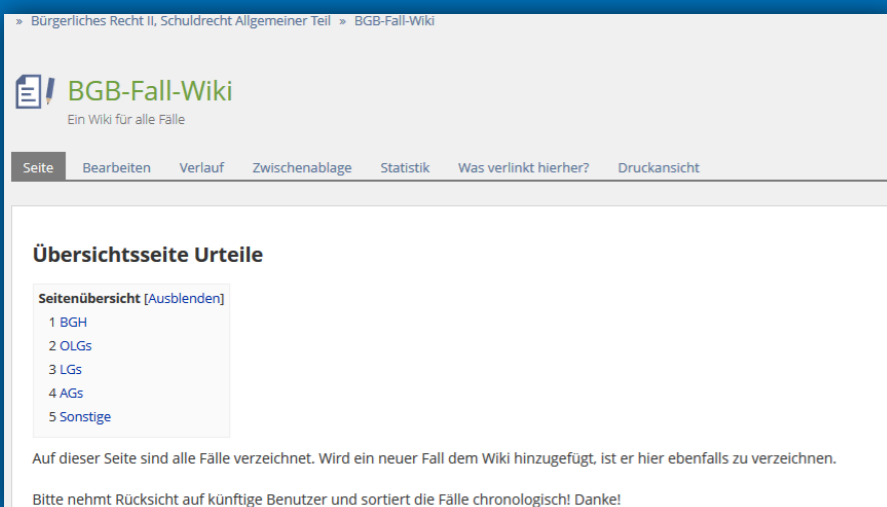 » Bürgerliches Recht II, Schuldrecht Allgemeiner Teil » BGB-Fall-Wiki
BGB-Fall-Wiki
Ein Wiki für alle Fälle
Seite Bearbeiten Verlauf Zwischenablage Statistik Was verlinkt hierher? Druckansicht
Übersichtsseite Urteile
Seitenübersicht [Ausblenden]
1 BGH
2 OLGs
3 LGs
4 AGs
5 Sonstige
Auf dieser Seite sind alle Fälle verzeichnet. Wird ein neuer Fall dem Wiki hinzugefügt, ist er hier ebenfalls zu verzeichnen.
Bitte nehmt Rücksicht auf künftige Benutzer und sortiert die Fälle chronologisch! Danke!